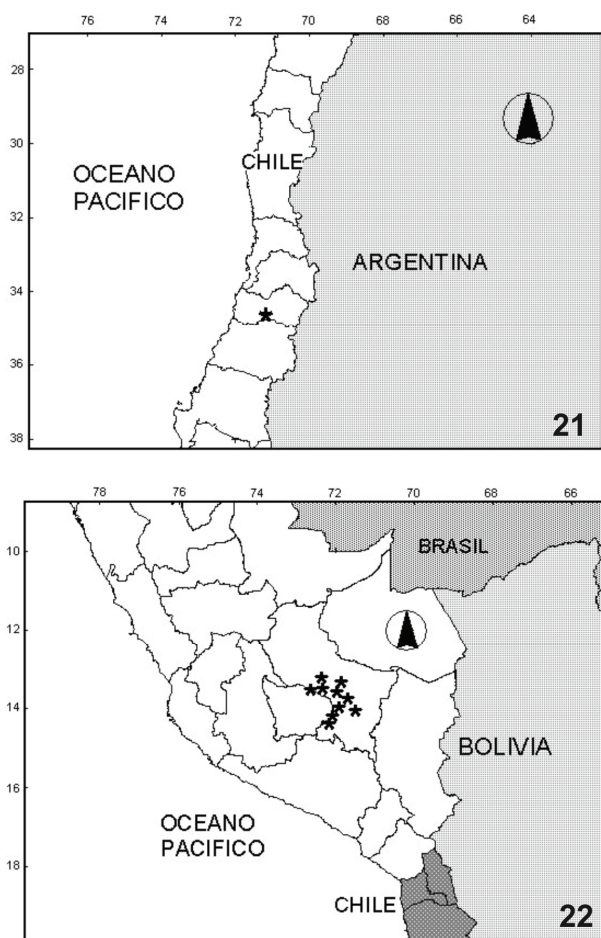 76 74 72 70 68 66 64
28
30
CHILE
OCEANO
PACIFICO
32
ARGENTINA
34
36
21
38
78 76 74 72 70 68 66
BRASIL
10
12
14
BOLIVIA
16
OCEANO
PACIFICO
18
CHILE
22